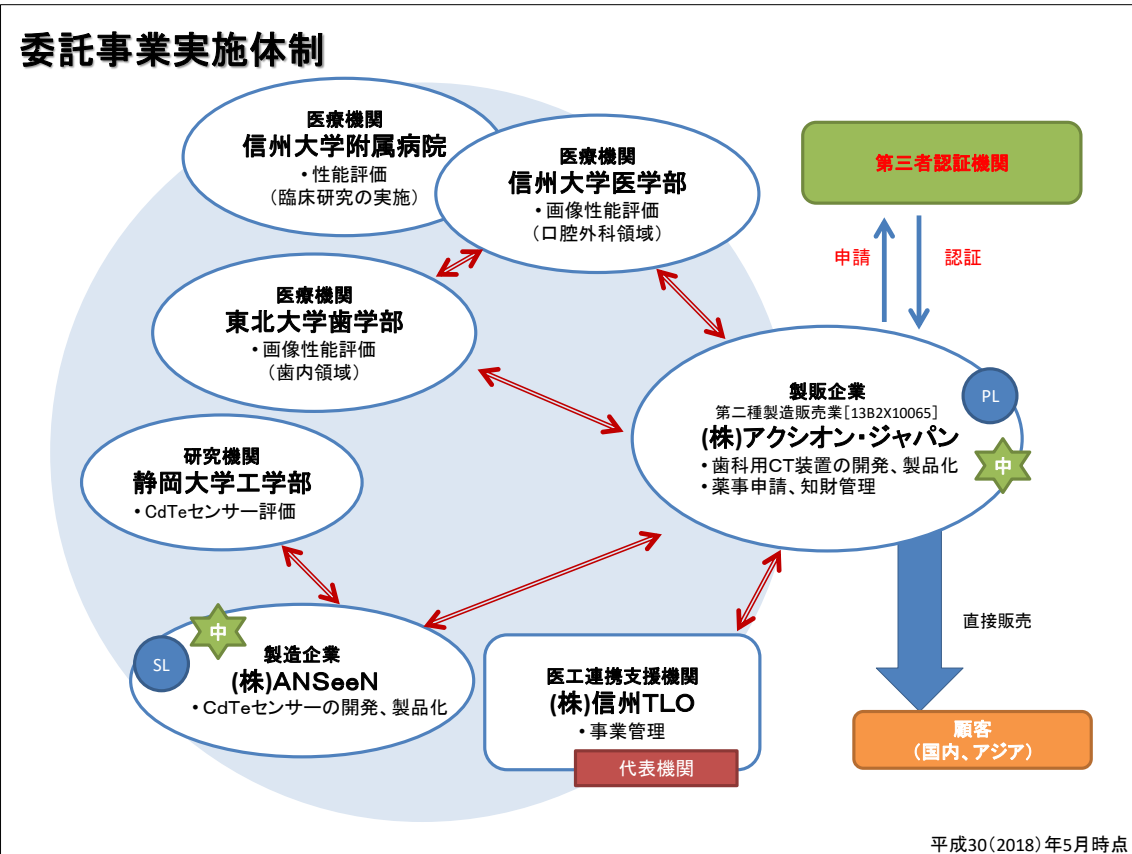 委託事業実施体制
医療機関
信州大学附属病院
・性能評価
(臨床研究の実施)
医療機関
信州大学医学部
・画像性能評価
(口腔外科領域)
第三者認証機関
申請
認証
医療機関
東北大学歯学部
・画像性能評価
(歯内領域)
製販企業
第二種製造販売業[13B2X10065]
(株)アクシオン・ジャパン
・歯科用CT装置の開発、製品化
・薬事申請、知財管理
PL
中
研究機関
静岡大学工学部
・CdTeセンサー評価
中
SL
製造企業
(株)ANSeeN
・CdTeセンサーの開発、製品化
医工連携支援機関
(株)信州TLO
・事業管理
代表機関
直接販売
顧客
(国内、アジア)
平成30(2018)年5月時点